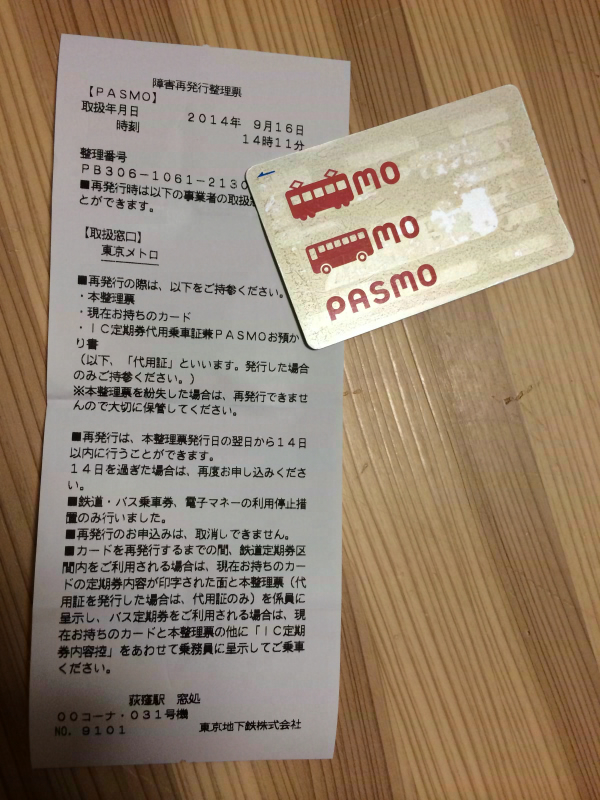 障害再発行整理票
【PASMO】
取扱年月日 2014年 9月16日
時刻 14時11分
整理番号
PB306-1061-2130
■再発行時は以下の事業者の取扱
とができます。
【取扱窓口】
東京メトロ
■再発行の際は、以下をご持参ください。
・本整理票
・現在お持ちのカード
・IC定期券代用乗車証兼PASMOお預か
り書
(以下、「代用証」といいます。発行した場合
のみご持参ください。)
※本整理票を紛失した場合は、再発行できませ
んので大切に保管してください。
■再発行は、本整理票発行日の翌日から14日
以内に行うことができます。
14日を過ぎた場合は、再度お申し込みくださ
い。
■鉄道・バス乗車券、電子マネーの利用停止措
置のみ行いました。
■再発行のお申込みは、取消しできません。
■カードを再発行するまでの間、鉄道定期券区
間内をご利用される場合は、現在お持ちのカー
ドの定期券内容が印字された面と本整理票(代
用証を発行した場合は、代用証のみ)を係員に
呈示し、バス定期券をご利用される場合は、現
在お持ちのカードと本整理票の他に「IC定期
券内容控」をあわせて乗務員に呈示してご乗車
ください。
荻窪駅 窓処
00コーナ・031号機
NO. 9101 東京地下鉄株式会社
MO
MO
PASMO